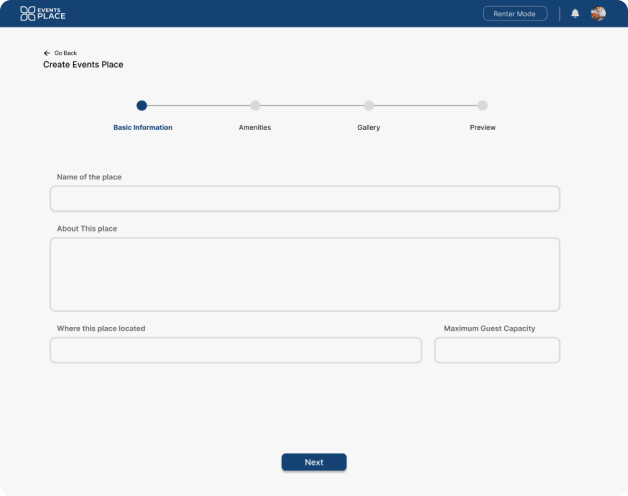 EVENTS
PLACE
Renter Mode
Go Back
Create Events Place
Basic Information
Amenities
Gallery
Preview
Name of the place
About This place
Where this place located
Maximum Guest Capacity
Next